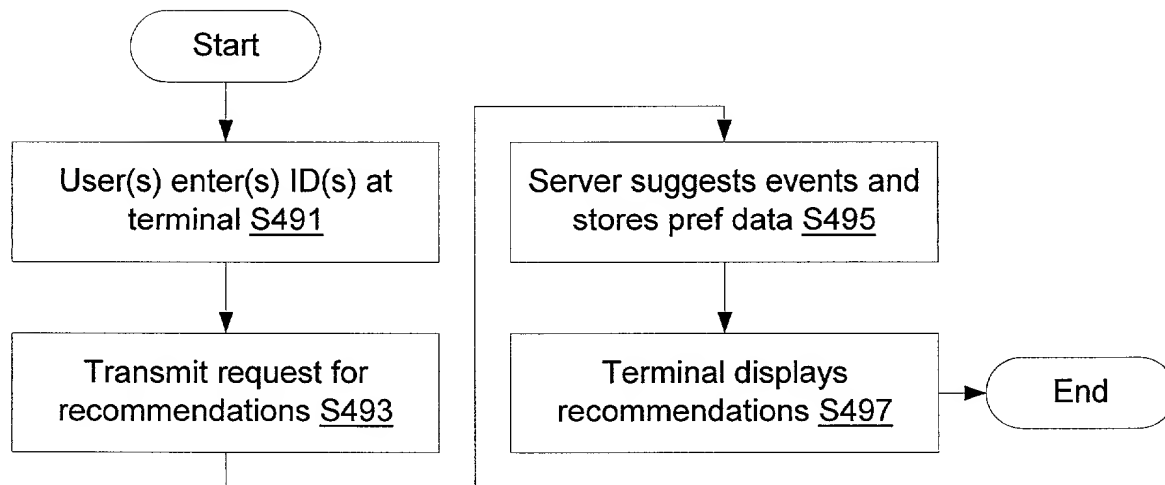 Start
User(s) enter(s) ID(s) at
terminal S491
Transmit request for
recommendations S493
Server suggests events and
stores pref data S495
Terminal displays
recommendations S497
End